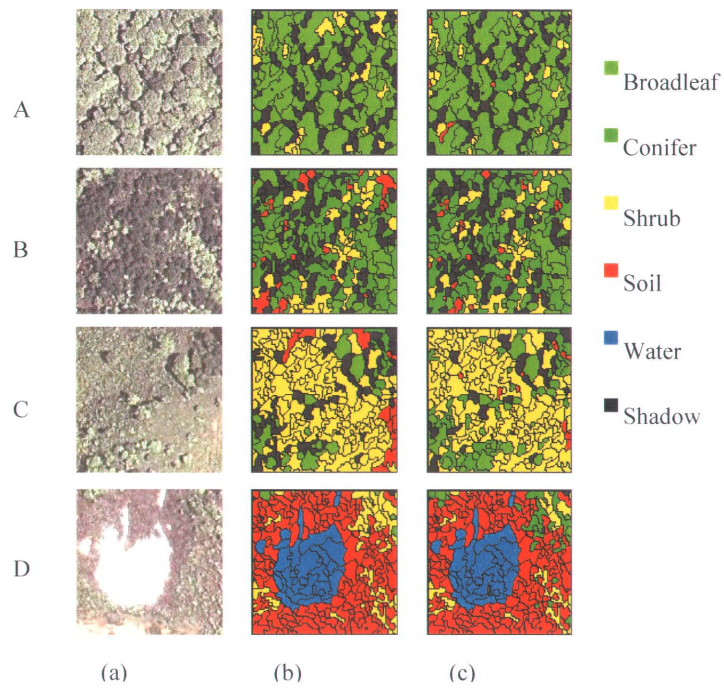 A
B
C
D
Broadleaf
Conifer
Shrub
Soil
Water
Shadow
(a)
(b)
(c)